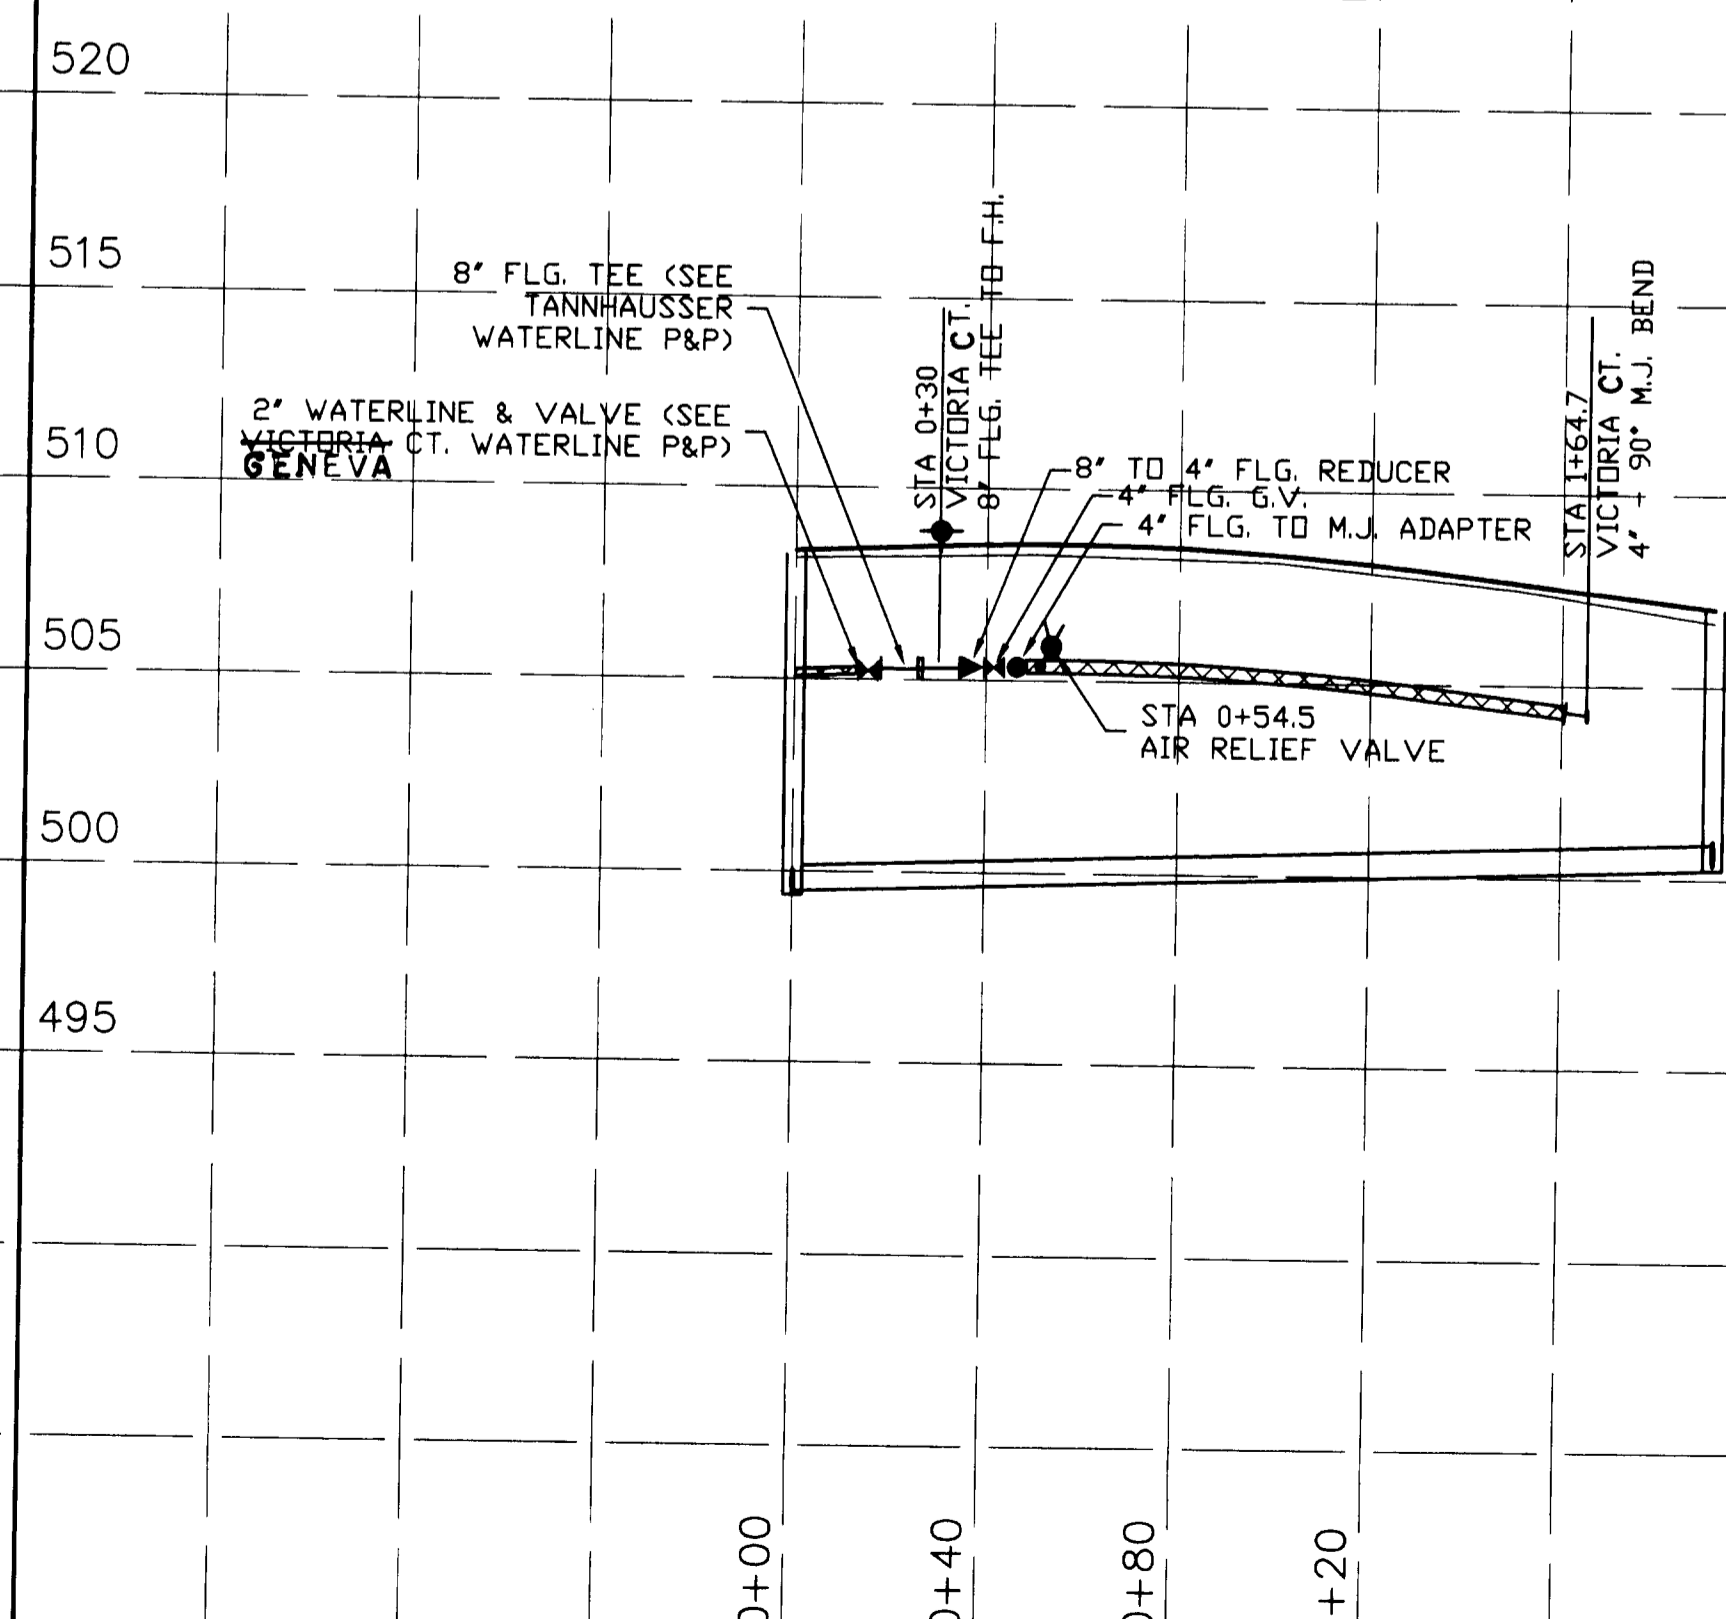 520
515
510
505
500
495
8" FLG. TEE (SEE
TANNHAUSSER
WATERLINE P&P)
2" WATERLINE & VALVE (SEE
VICTORIA CT. WATERLINE P&P)
GENEVA
STA 0+30
VICTORIA CT.
8" FLG. TEE TO F.H.
8" TO 4" FLG. REDUCER
4" FLG. G.V.
4" FLG. TO M.J. ADAPTER
STA 1+64.7
VICTORIA CT.
4" - 90° M.J. BEND
STA 0+54.5
AIR RELIEF VALVE
0+00
0+40
0+80
+20